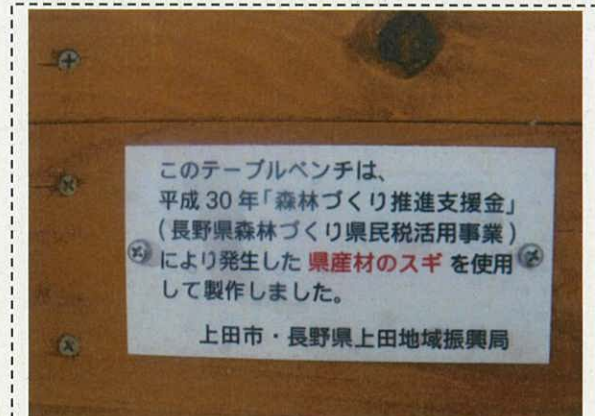 このテーブルベンチは、
平成30年「森林づくり推進支援金」
(長野県森林づくり県民税活用事業)
により発生した 県産材のスギ を使用
して製作しました。
上田市・長野県上田地域振興局